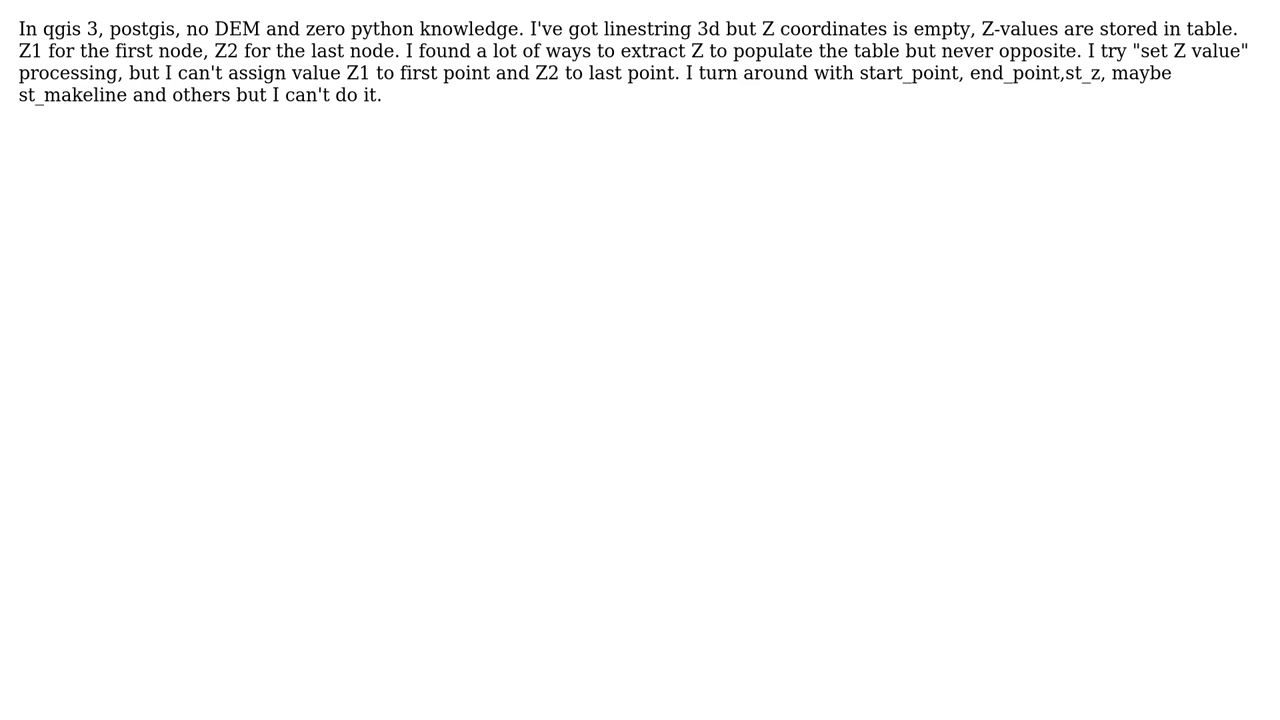 In qgis 3, postgis, no DEM and zero python knowledge. I've got linestring 3d but Z coordinates is empty, Z-values are stored in table.
Z1 for the first node, Z2 for the last node. I found a lot of ways to extract Z to populate the table but never opposite. I try "set Z value"
processing, but I can't assign value Z1 to first point and Z2 to last point. I turn around with start_point, end_point,st_z, maybe
st_makeline and others but I can't do it.